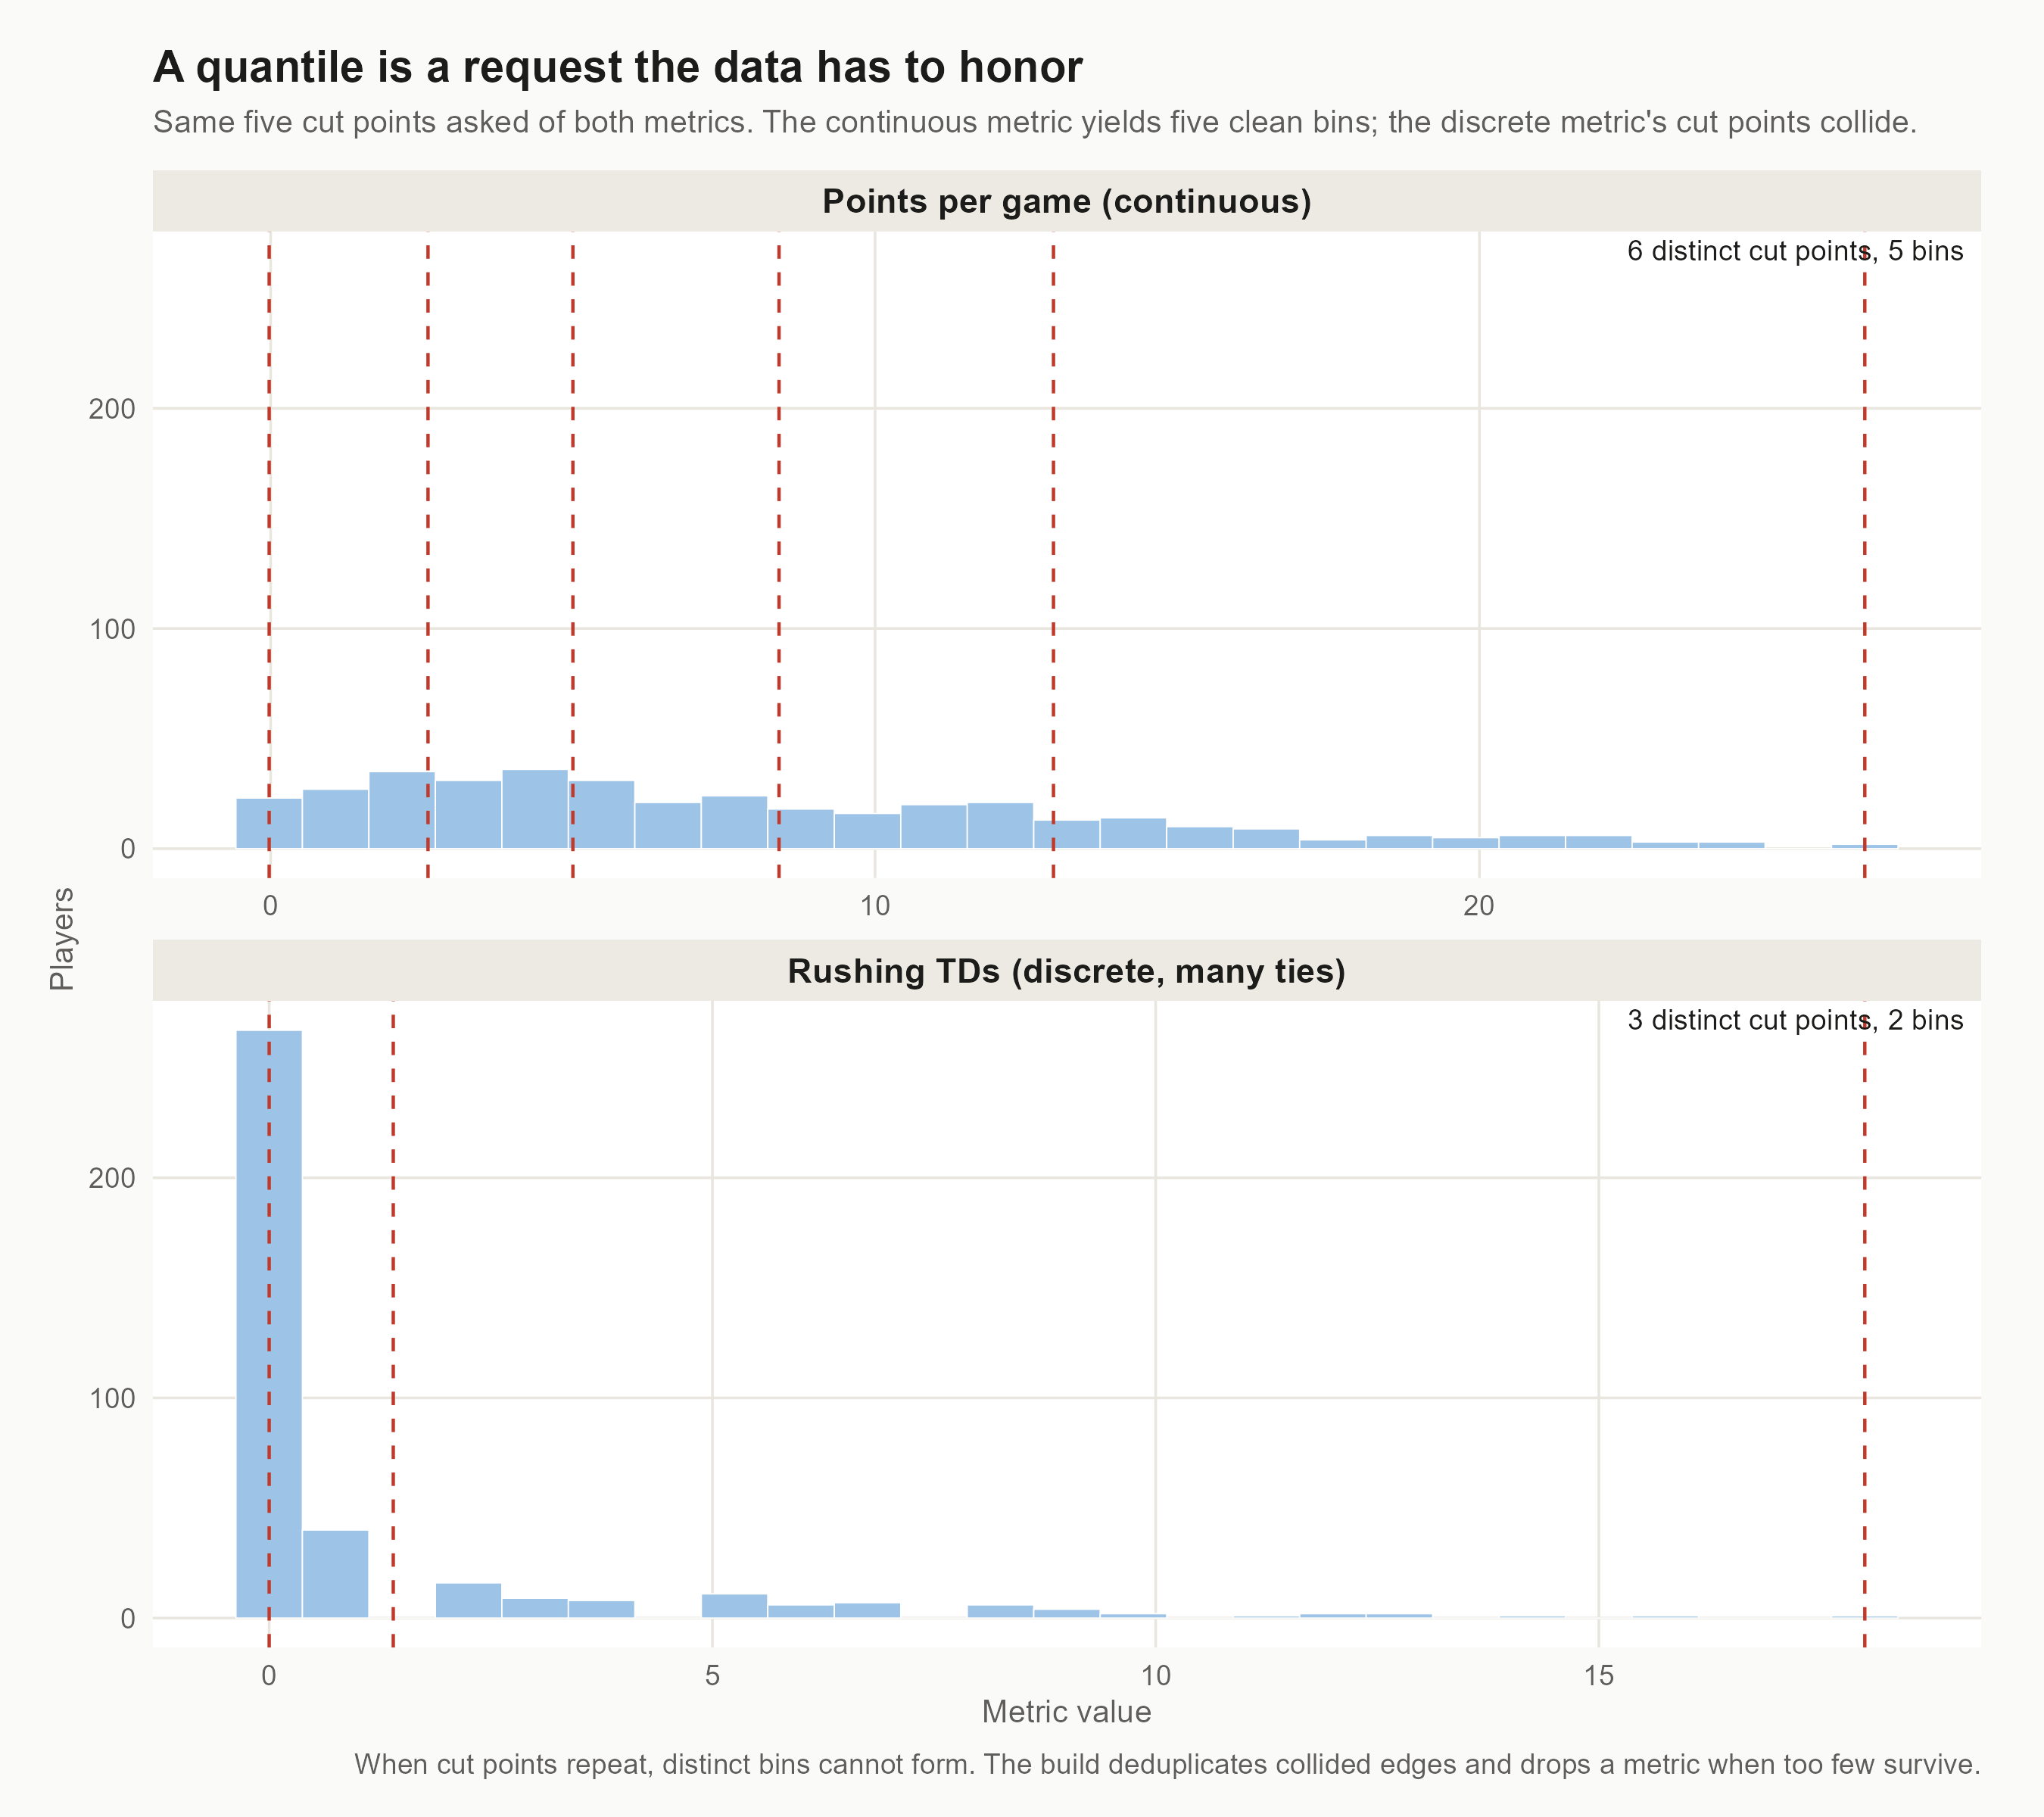 A quantile is a request the data has to honor
Same five cut points asked of both metrics. The continuous metric yields five clean bins; the discrete metric's cut points collide.
Points per game (continuous)
6 distinct cut points, 5 bins
200
100
0
0 10 20
Players
Rushing TDs (discrete, many ties)
3 distinct cut points, 2 bins
200
100
0
0 5 10 15
Metric value
When cut points repeat, distinct bins cannot form. The build deduplicates collided edges and drops a metric when too few survive.